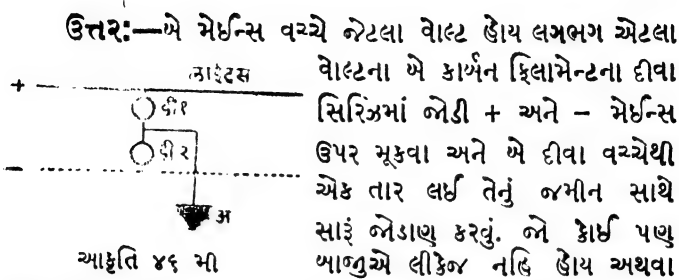 ઉત્તર:—બે મેઈન્સ વચ્ચે જેટલા વોલ્ટ હોય લગભગ એટલા
વોલ્ટના બે કાર્બન ફિલામેન્ટના દીવા
સિરિઝમાં જોડી + અને – મેઈન્સ
ઉપર મૂકવા અને બે દીવા વચ્ચેથી
એક તાર લઈ તેનું જમીન સાથે
સારૂં જોડાણ કરવું. જો કોઈ પણ
બાજુએ લીકેજ નહિ હોય અથવા
+
લાઈટસ
દી૧
દી૨
–
અ
આકૃતિ ૪૬ મી